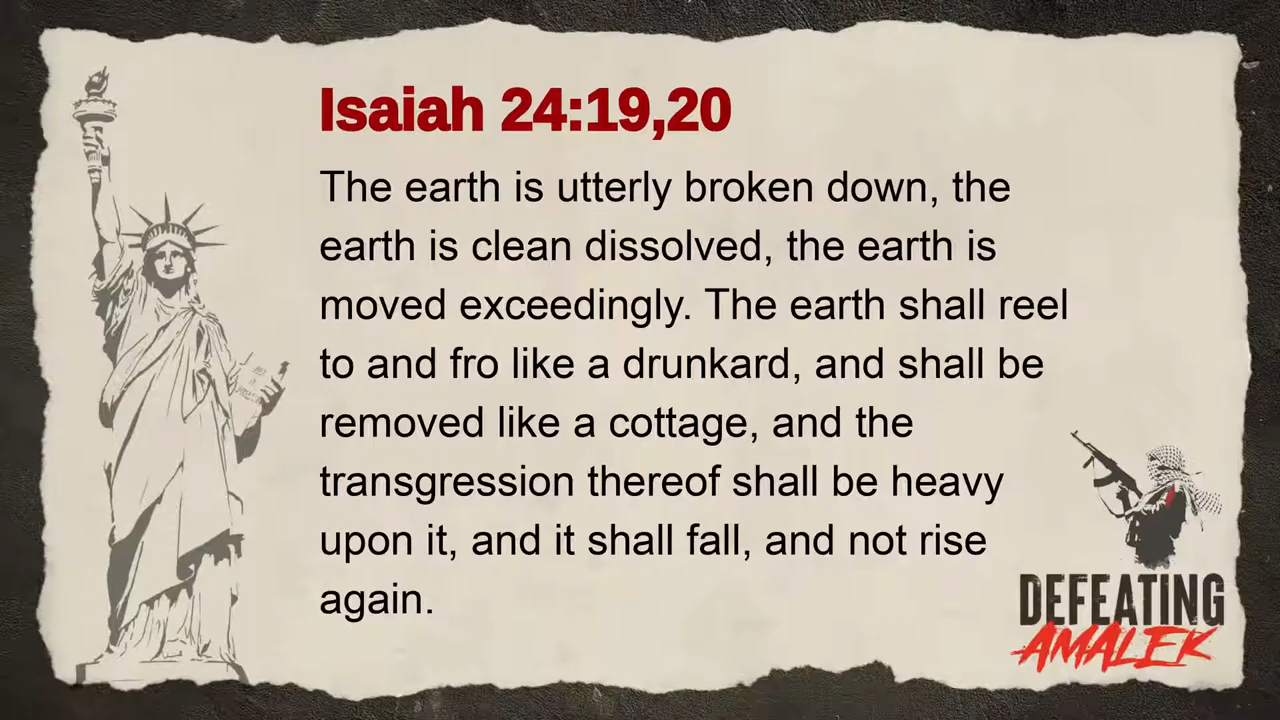 Isaiah 24:19,20
The earth is utterly broken down, the
earth is clean dissolved, the earth is
moved exceedingly. The earth shall reel
to and fro like a drunkard, and shall be
removed like a cottage, and the
transgression thereof shall be heavy
upon it, and it shall fall, and not rise
again.
DEFEATING
AMALEK